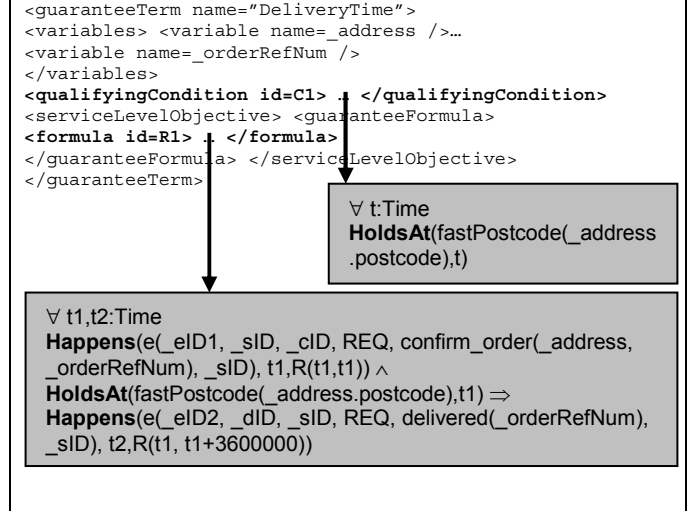 <guaranteeTerm name="DeliveryTime">
<variables> <variable name=_address />…
<variable name=_orderRefNum />
</variables>
<qualifyingCondition id=C1> … </qualifyingCondition>
<serviceLevelObjective> <guaranteeFormula>
<formula id=R1> … </formula>
</guaranteeFormula> </serviceLevelObjective>
</guaranteeTerm>
∀ t:Time
HoldsAt(fastPostcode(_address
.postcode),t)
∀ t1,t2:Time
Happens(e(_eID1, _sID, _cID, REQ, confirm_order(_address,
_orderRefNum), _sID), t1,R(t1,t1)) ∧
HoldsAt(fastPostcode(_address.postcode),t1) ⇒
Happens(e(_eID2, _dID, _sID, REQ, delivered(_orderRefNum),
_sID), t2,R(t1, t1+3600000))